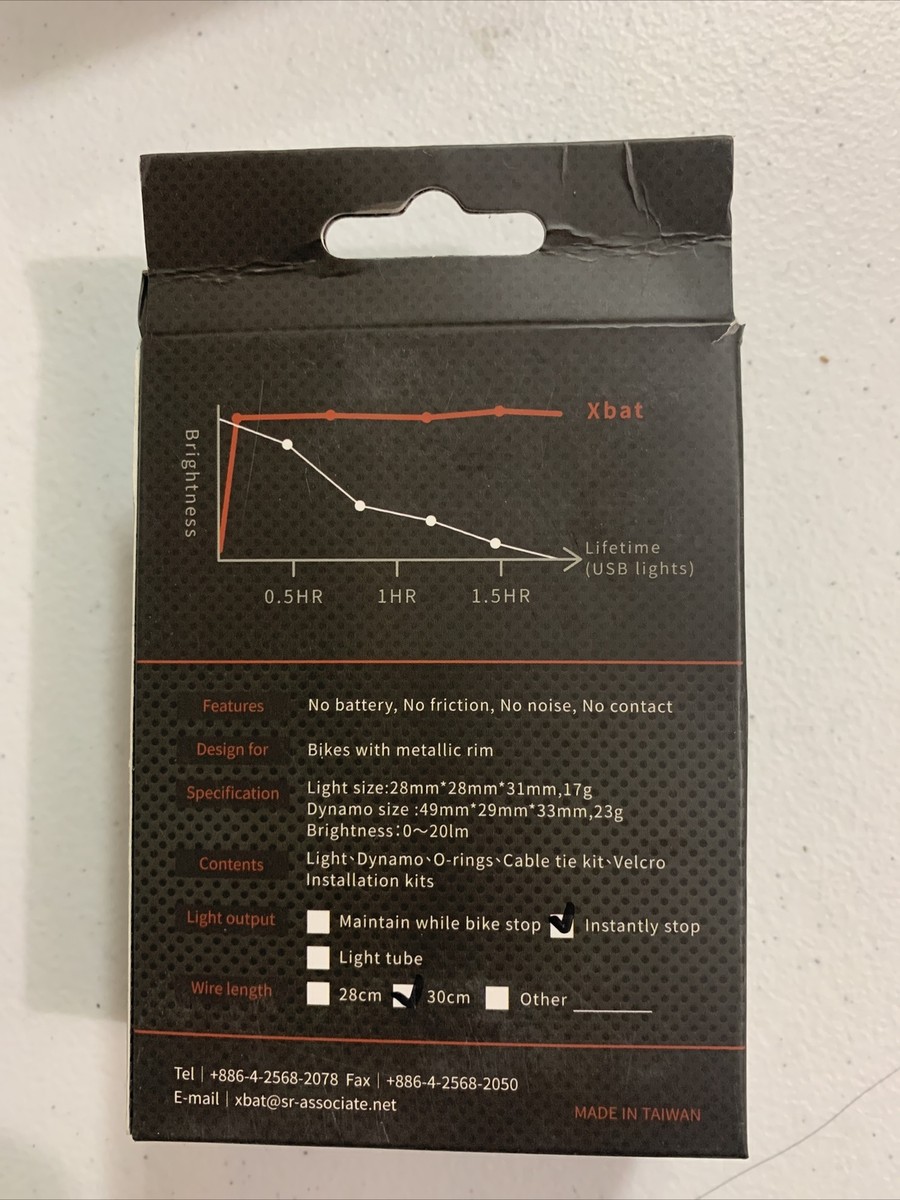 Xbat
Brightness
Lifetime
(USB lights)
0.5HR 1HR 1.5HR
Features No battery, No friction, No noise, No contact
Design for Bikes with metallic rim
Specification Light size:28mm*28mm*31mm,17g
Dynamo size :49mm*29mm*33mm,23g
Brightness:0～20lm
Contents Light、Dynamo、O-rings、Cable tie kit、Velcro
Installation kits
Light output Maintain while bike stop Instantly stop
Light tube
Wire length 28cm 30cm Other ______
Tel | +886-4-2568-2078 Fax | +886-4-2568-2050
E-mail | xbat@sr-associate.net
MADE IN TAIWAN